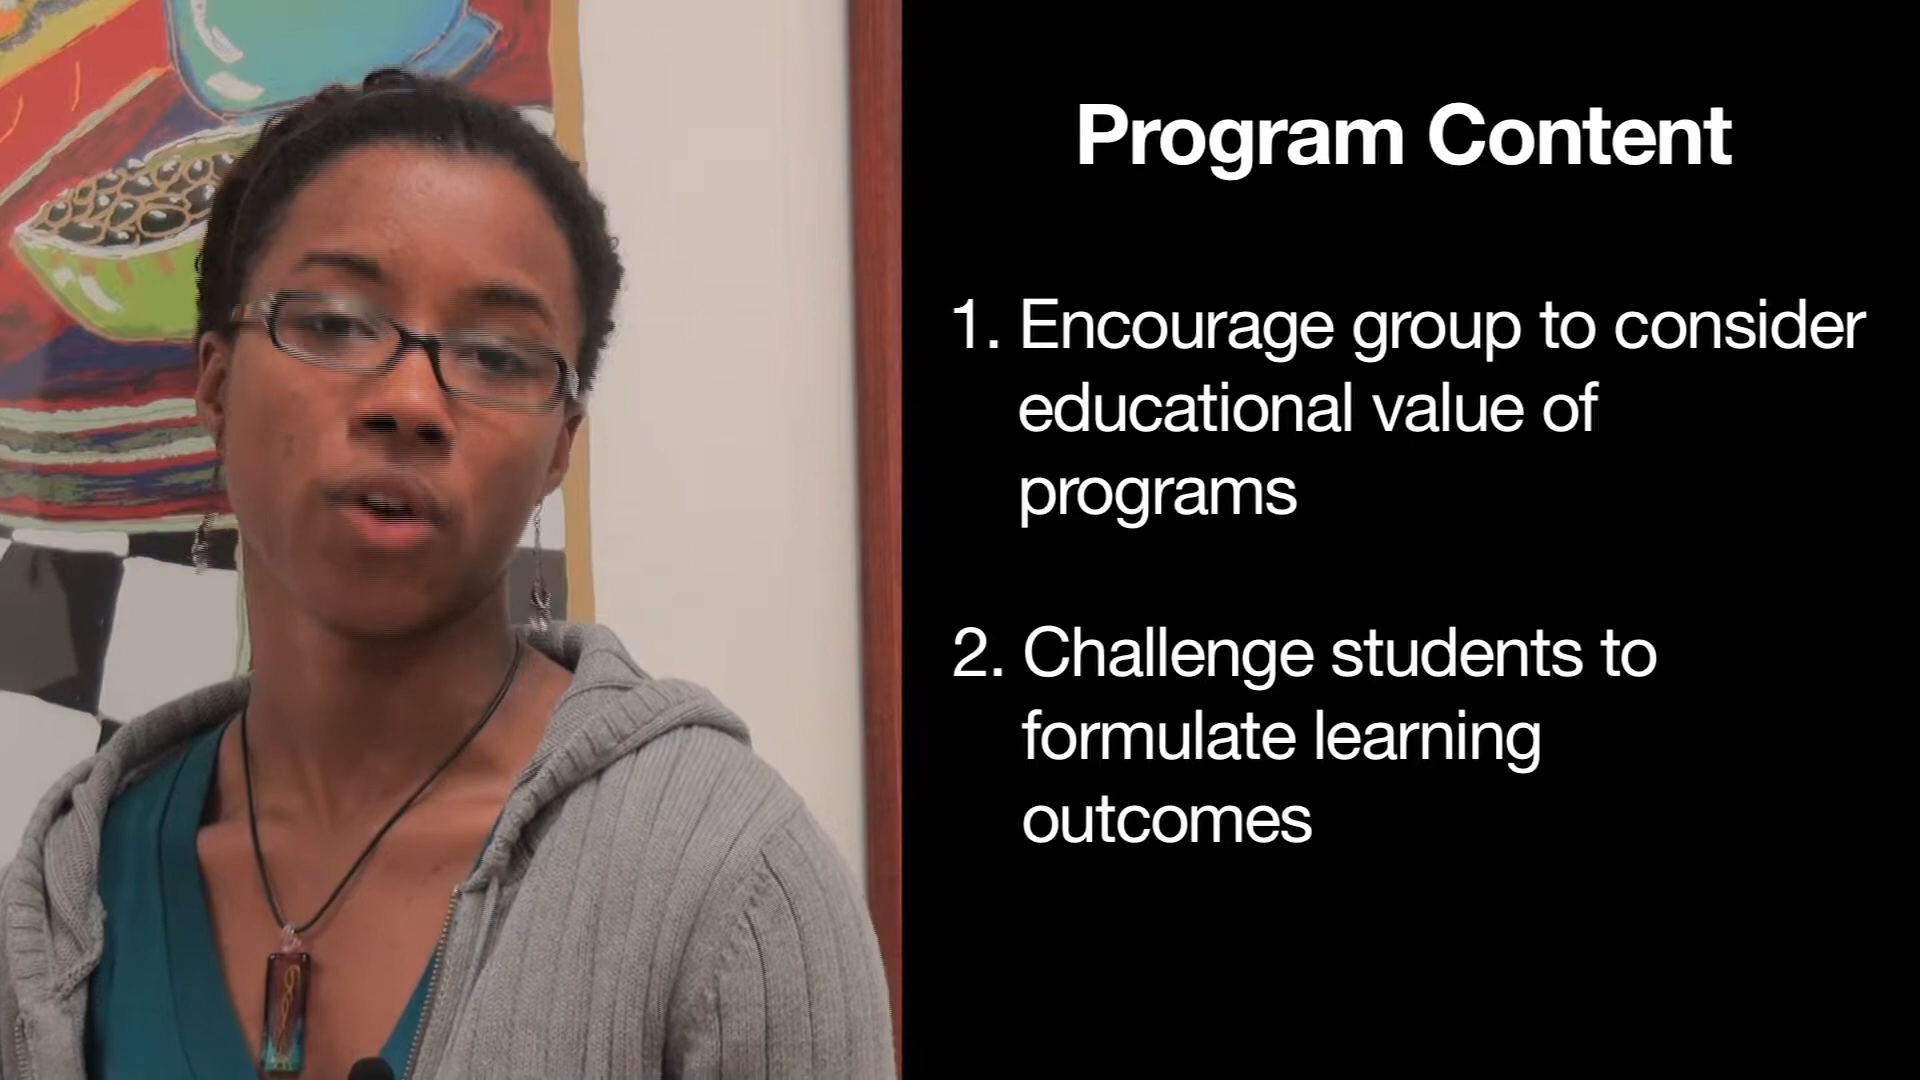 Program Content
1. Encourage group to consider
educational value of
programs
2. Challenge students to
formulate learning
outcomes